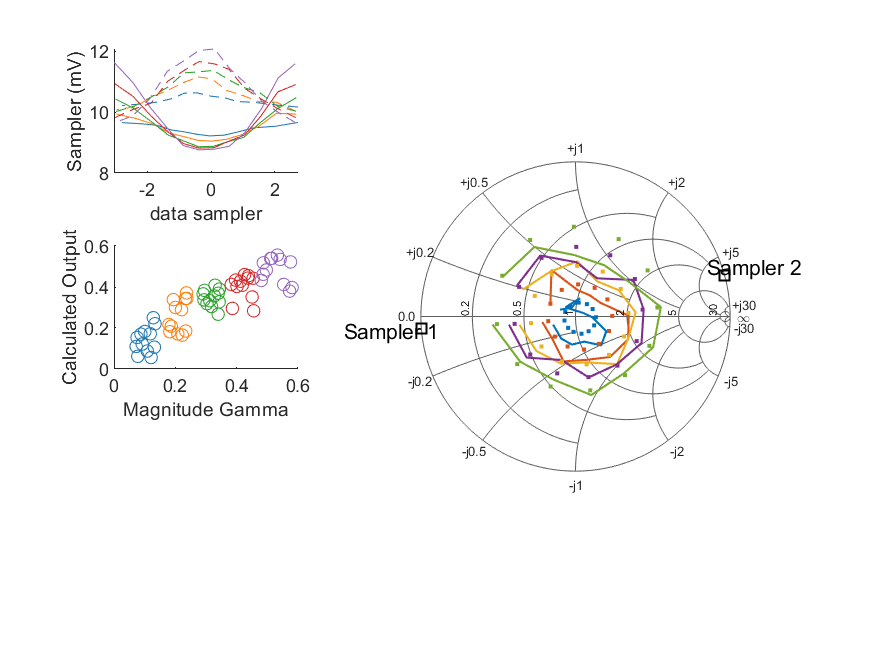 12
10
8
Sampler (mV)
-2 0 2
data sampler
0.6
0.4
0.2
0
Calculated Output
0 0.2 0.4 0.6
Magnitude Gamma
+j1
+j0.5 +j2
+j0.2 +j5
Sampler 2
0.0 0.2 0.5 1 2 5 30 +j30
∞
-j30
Sampler 1
-j0.2 -j5
-j0.5 -j2
-j1